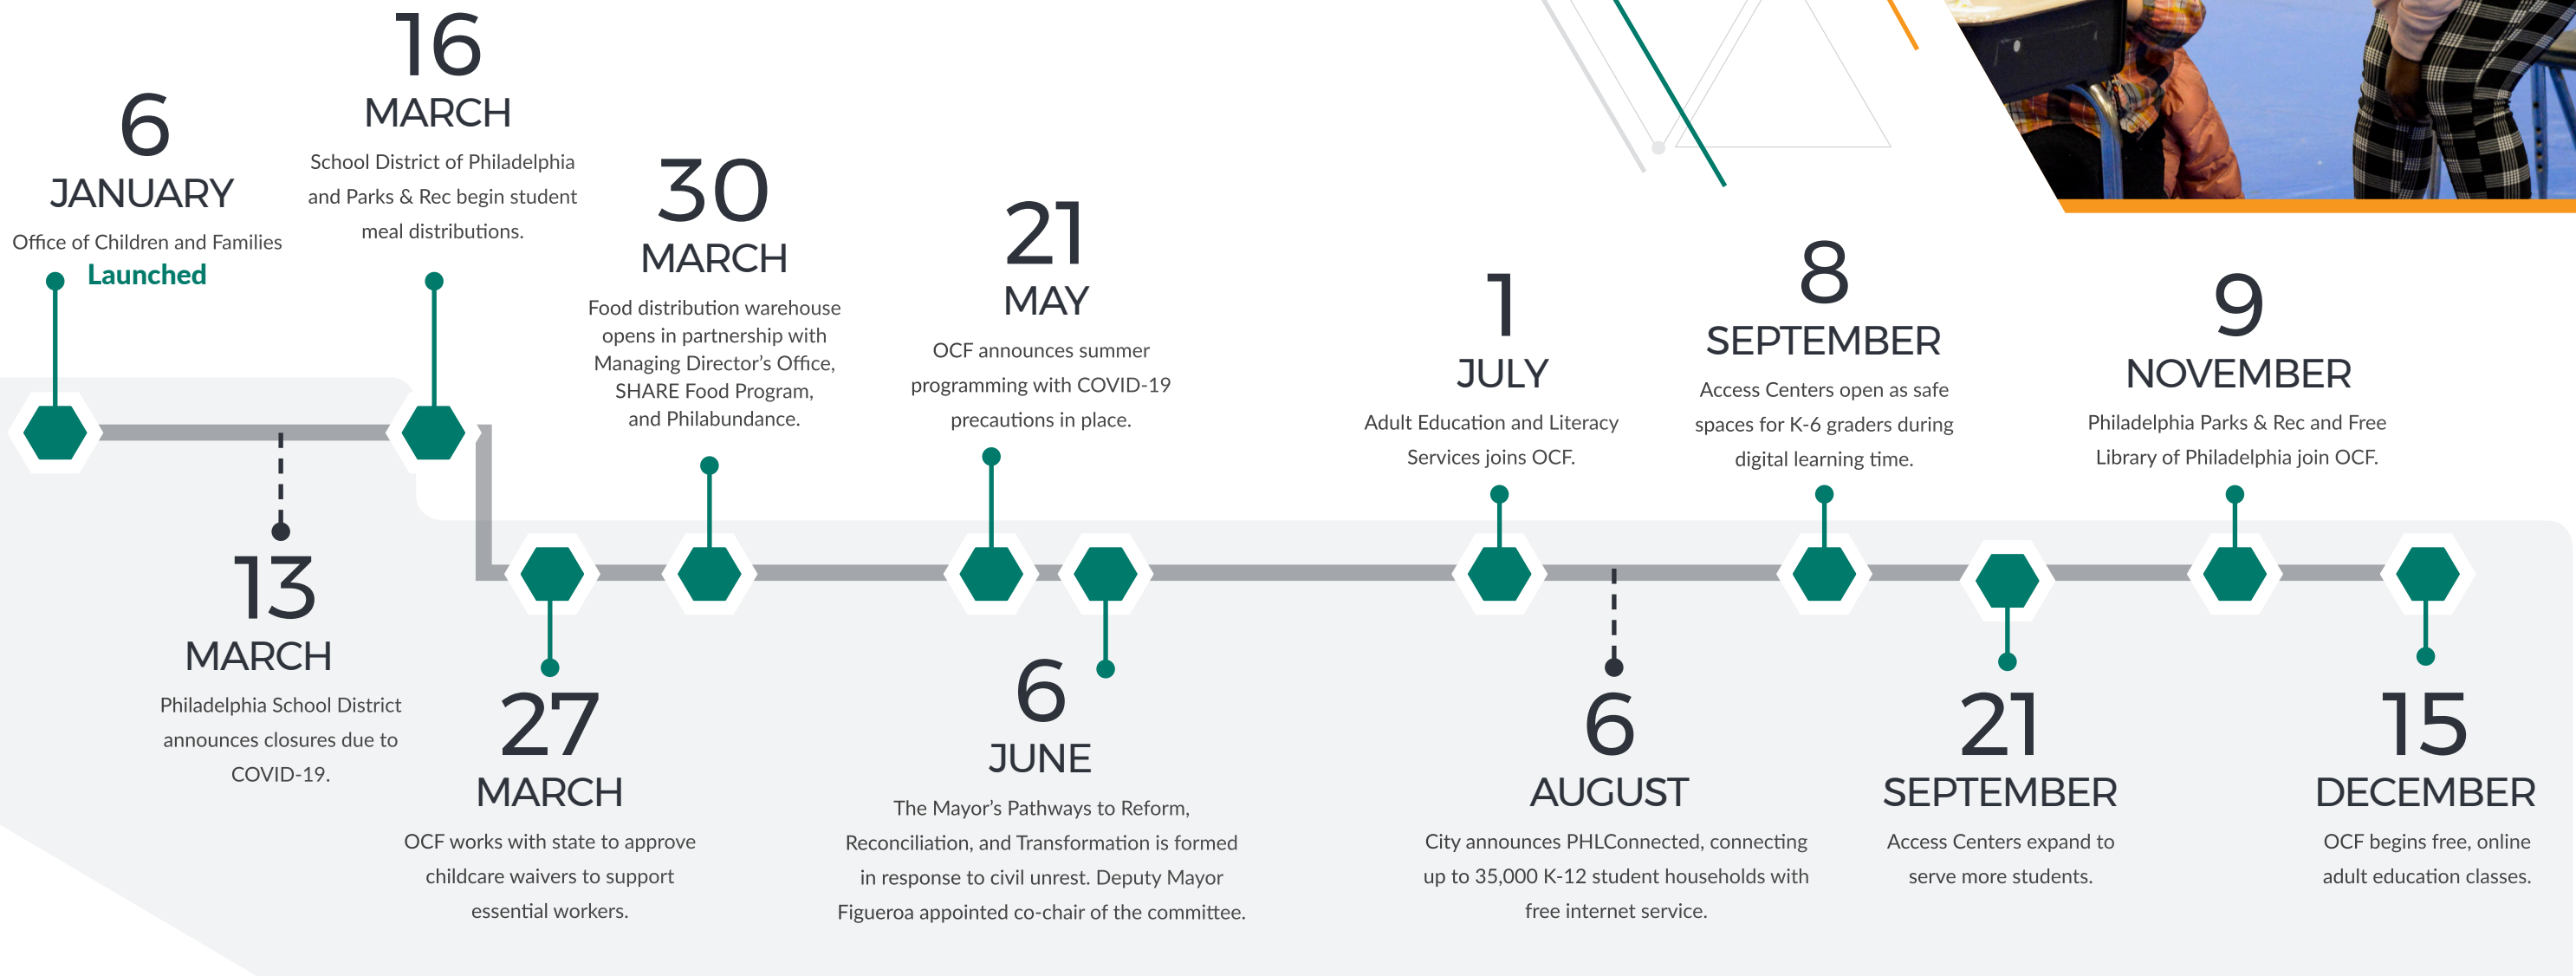 6
JANUARY
Office of Children and Families
Launched
16
MARCH
School District of Philadelphia
and Parks & Rec begin student
meal distributions.
30
MARCH
Food distribution warehouse
opens in partnership with
Managing Director’s Office,
SHARE Food Program,
and Philabundance.
21
MAY
OCF announces summer
programming with COVID-19
precautions in place.
1
JULY
Adult Education and Literacy
Services joins OCF.
8
SEPTEMBER
Access Centers open as safe
spaces for K-6 graders during
digital learning time.
9
NOVEMBER
Philadelphia Parks & Rec and Free
Library of Philadelphia join OCF.
13
MARCH
Philadelphia School District
announces closures due to
COVID-19.
27
MARCH
OCF works with state to approve
childcare waivers to support
essential workers.
6
JUNE
The Mayor’s Pathways to Reform,
Reconciliation, and Transformation is formed
in response to civil unrest. Deputy Mayor
Figueroa appointed co-chair of the committee.
6
AUGUST
City announces PHLConnected, connecting
up to 35,000 K-12 student households with
free internet service.
21
SEPTEMBER
Access Centers expand to
serve more students.
15
DECEMBER
OCF begins free, online
adult education classes.